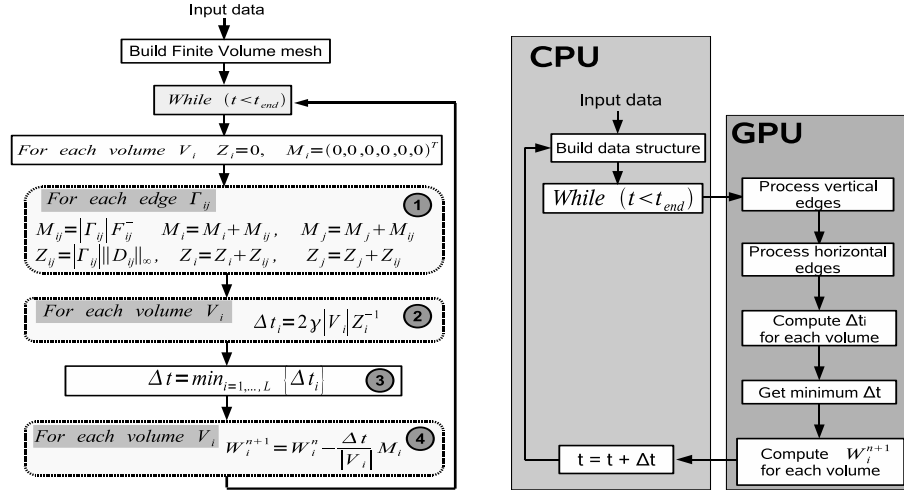 Input data
Build Finite Volume mesh
While (t<t_end)
For each volume V_i Z_i=0, M_i=(0,0,0,0,0,0)^T
For each edge Γ_ij
1
M_ij=|Γ_ij|F_ij^- M_i=M_i+M_ij, M_j=M_j+M_ij
Z_ij=|Γ_ij|‖D_ij‖_∞, Z_i=Z_i+Z_ij, Z_j=Z_j+Z_ij
For each volume V_i
2
Δt_i=2γ|V_i|Z_i^-1
Δt=min_i=1,...,L {Δt_i}
3
For each volume V_i
4
W_i^n+1=W_i^n-Δt/|V_i| M_i
CPU
Input data
Build data structure
While (t<t_end)
t = t + Δt
GPU
Process vertical
edges
Process horizontal
edges
Compute Δti
for each volume
Get minimum Δt
Compute W_i^n+1
for each volume